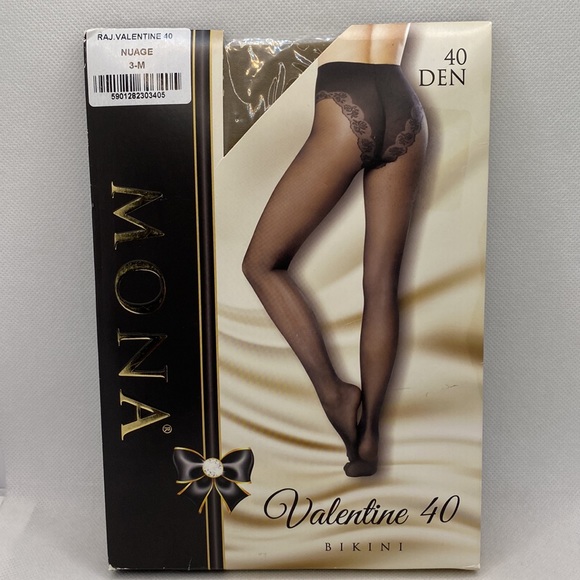 RAJ.VALENTINE 40
NUAGE
3-M
5901282303405
40
DEN
MONA®
Valentine 40
BIKINI